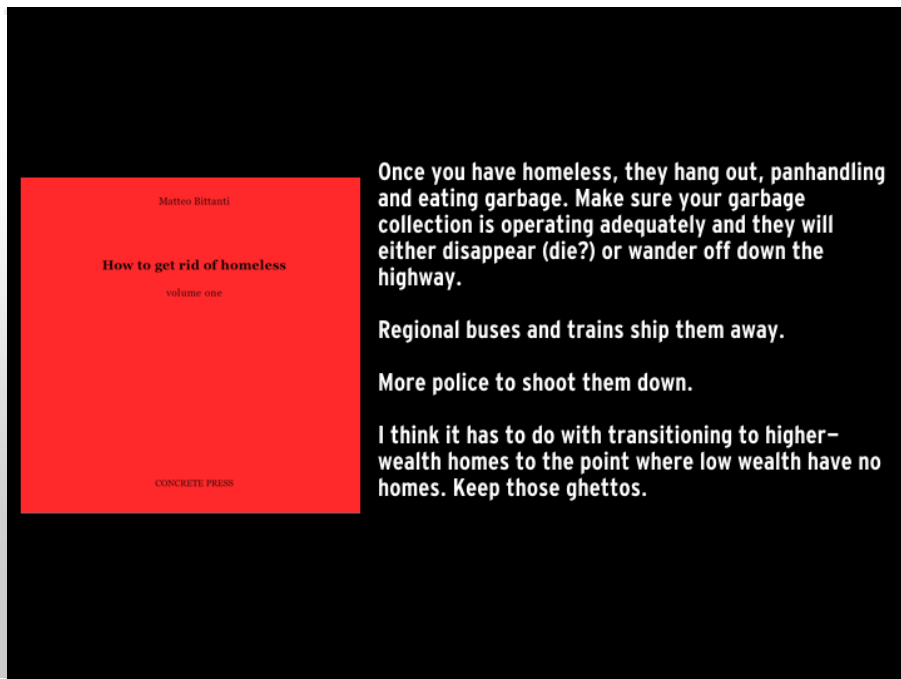 Matteo Bittanti
How to get rid of homeless
volume one
CONCRETE PRESS
Once you have homeless, they hang out, panhandling
and eating garbage. Make sure your garbage
collection is operating adequately and they will
either disappear (die?) or wander off down the
highway.
Regional buses and trains ship them away.
More police to shoot them down.
I think it has to do with transitioning to higher–
wealth homes to the point where low wealth have no
homes. Keep those ghettos.